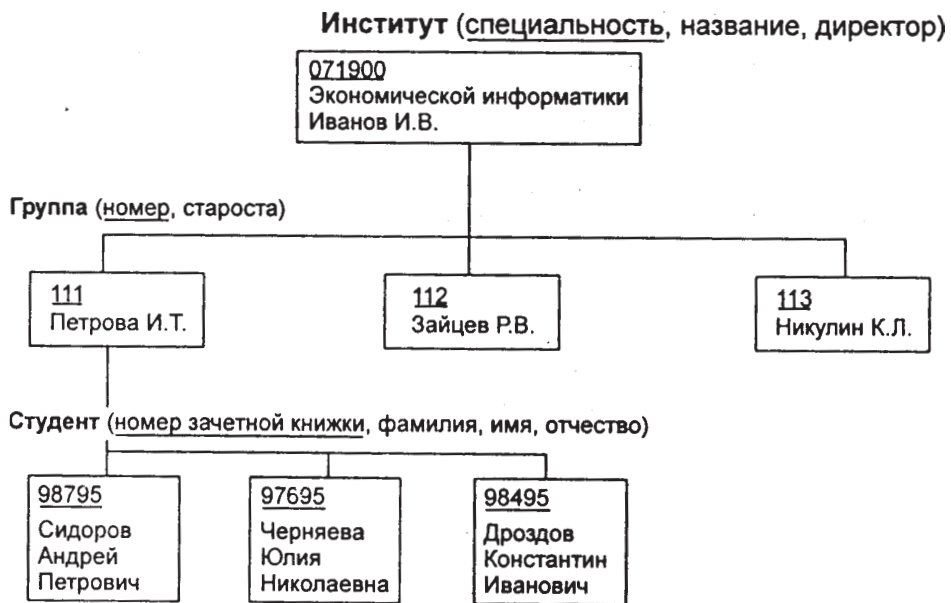 Институт (специальность, название, директор)
071900
Экономической информатики
Иванов И.В.
Группа (номер, староста)
111
Петрова И.Т.
112
Зайцев Р.В.
113
Никулин К.Л.
Студент (номер зачетной книжки, фамилия, имя, отчество)
98795
Сидоров
Андрей
Петрович
97695
Черняева
Юлия
Николаевна
98495
Дроздов
Константин
Иванович